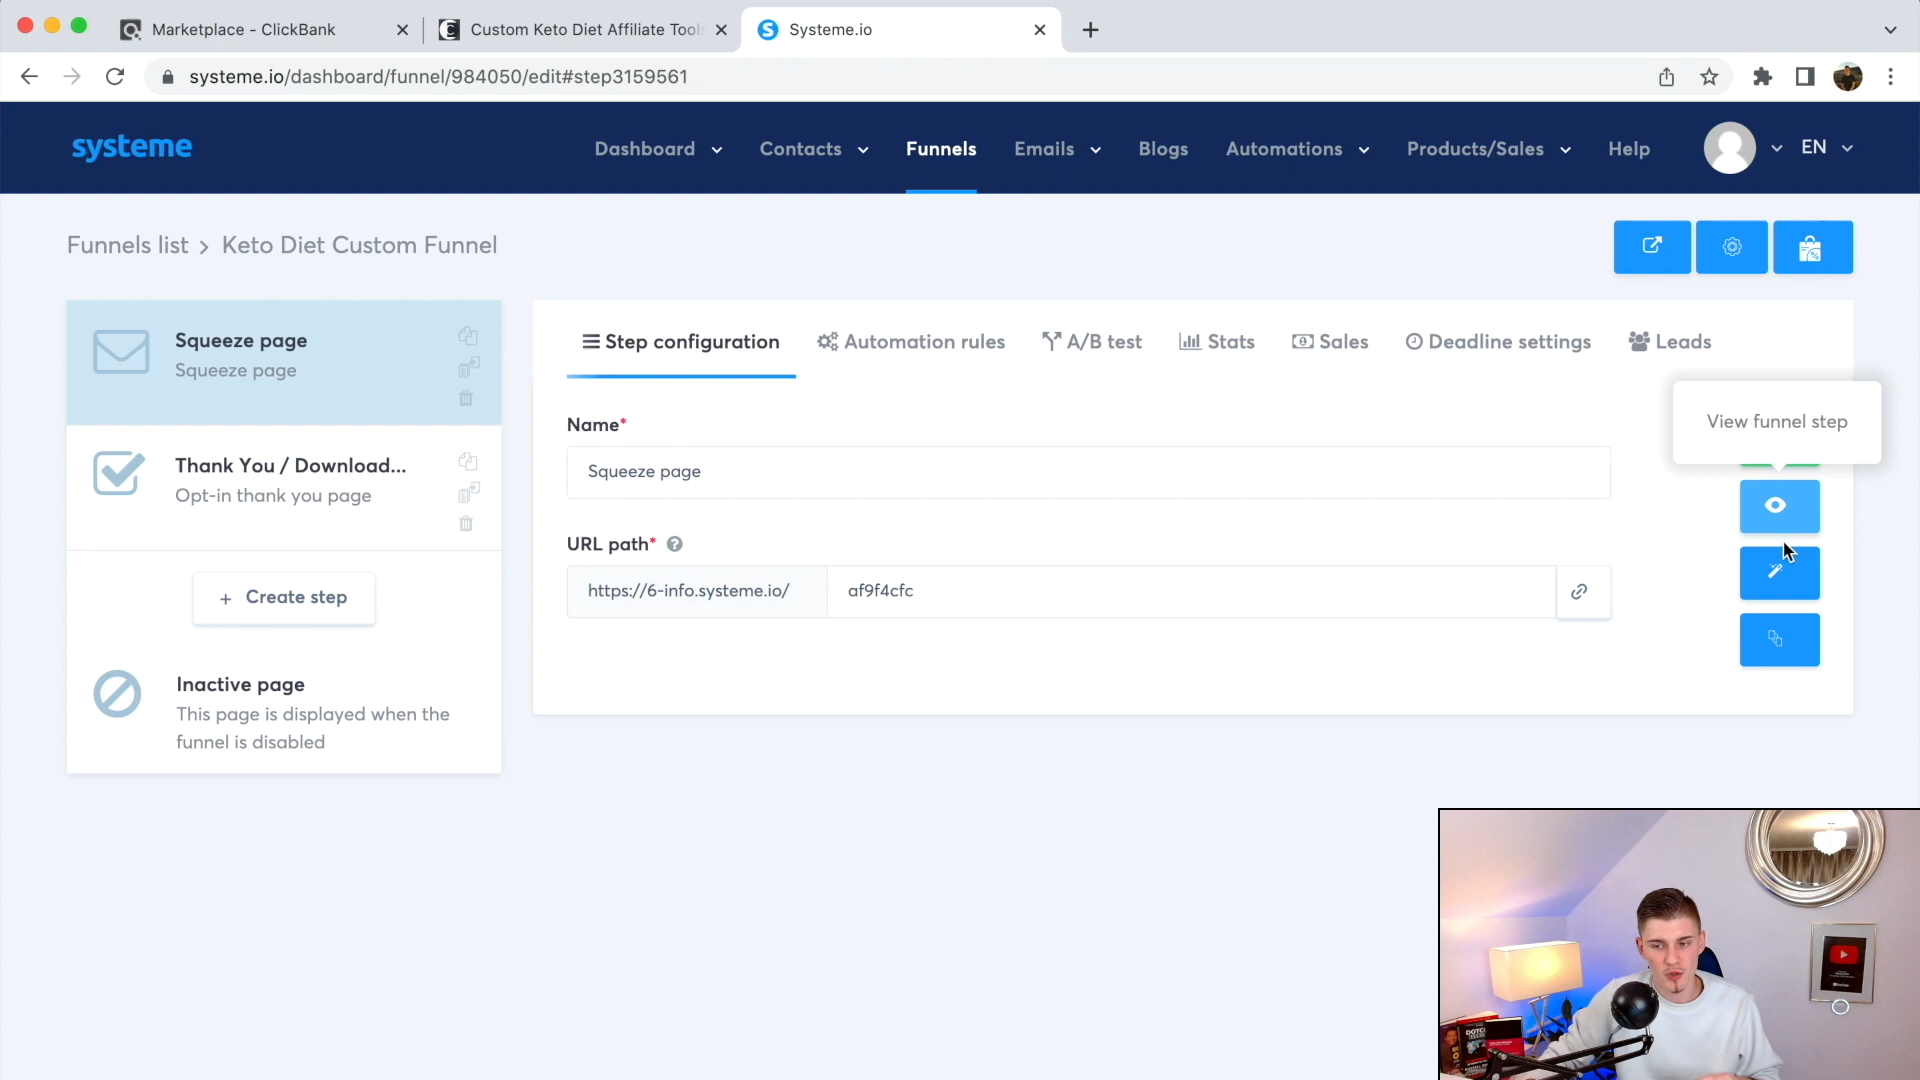 Marketplace - ClickBank
Custom Keto Diet Affiliate Tools
Systeme.io
systeme.io/dashboard/funnel/984050/edit#step3159561
systeme
Dashboard
Contacts
Funnels
Emails
Blogs
Automations
Products/Sales
Help
EN
Funnels list > Keto Diet Custom Funnel
Squeeze page
Squeeze page
Thank You / Download...
Opt-in thank you page
+ Create step
Inactive page
This page is displayed when the
funnel is disabled
Step configuration
Automation rules
A/B test
Stats
Sales
Deadline settings
Leads
View funnel step
Name*
Squeeze page
URL path*
https://6-info.systeme.io/
af9f4cfc